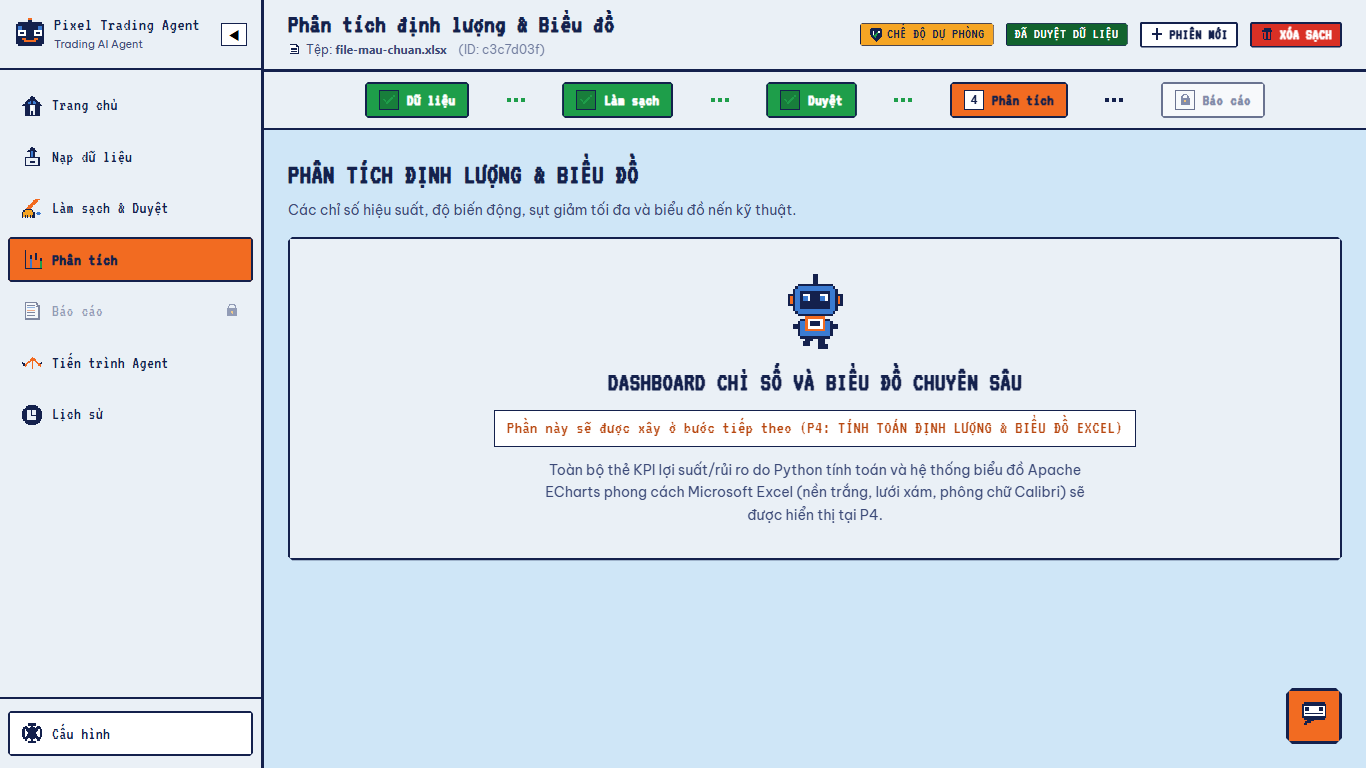 Pixel Trading Agent
Trading AI Agent
Trang chủ
Nạp dữ liệu
Làm sạch & Duyệt
Phân tích
Báo cáo
Tiến trình Agent
Lịch sử
Cấu hình
Phân tích định lượng & Biểu đồ
Tệp: file-mau-chuan.xlsx (ID: c3c7d03f)
CHẾ ĐỘ DỰ PHÒNG
ĐÃ DUYỆT DỮ LIỆU
PHIÊN MỚI
XÓA SẠCH
Dữ liệu
Làm sạch
Duyệt
4 Phân tích
Báo cáo
PHÂN TÍCH ĐỊNH LƯỢNG & BIỂU ĐỒ
Các chỉ số hiệu suất, độ biến động, sụt giảm tối đa và biểu đồ nến kỹ thuật.
DASHBOARD CHỈ SỐ VÀ BIỂU ĐỒ CHUYÊN SÂU
Phần này sẽ được xây ở bước tiếp theo (P4: TÍNH TOÁN ĐỊNH LƯỢNG & BIỂU ĐỒ EXCEL)
Toàn bộ thẻ KPI lợi suất/rủi ro do Python tính toán và hệ thống biểu đồ Apache
ECharts phong cách Microsoft Excel (nền trắng, lưới xám, phông chữ Calibri) sẽ
được hiển thị tại P4.